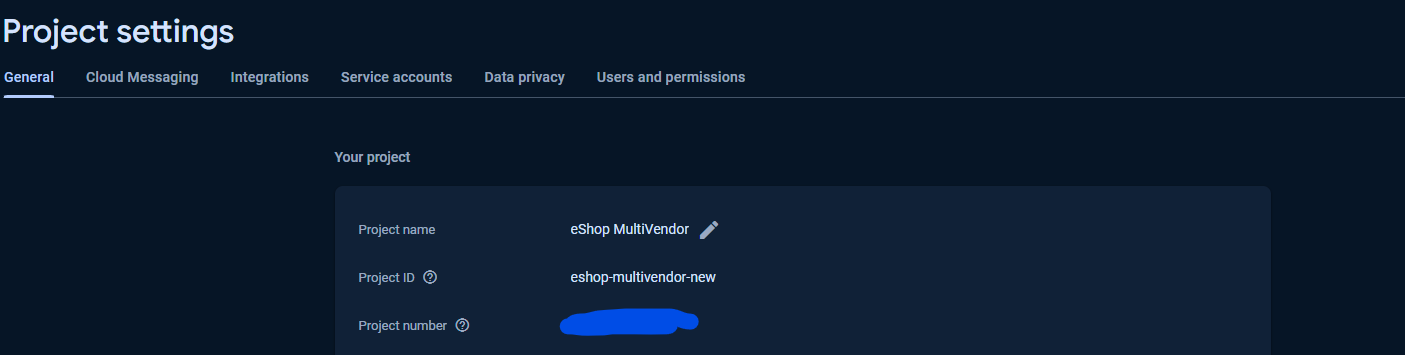 Project settings
General Cloud Messaging Integrations Service accounts Data privacy Users and permissions
Your project
Project name eShop MultiVendor
Project ID eshop-multivendor-new
Project number